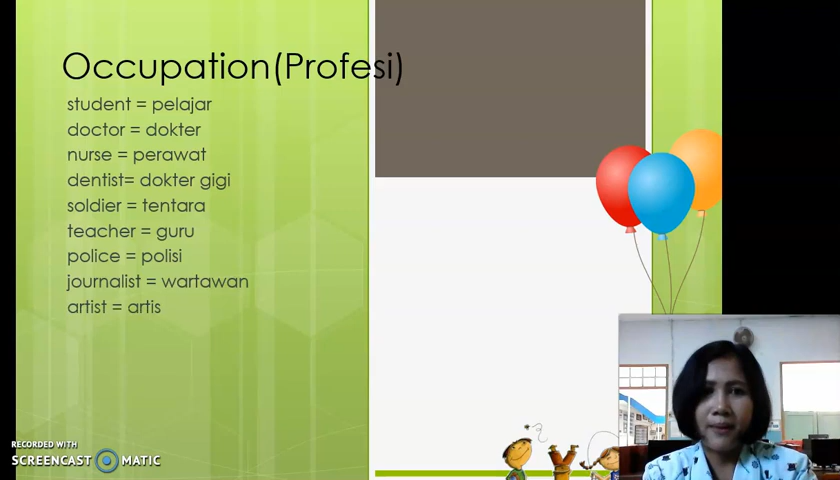 Occupation(Profesi)
student = pelajar
doctor = dokter
nurse = perawat
dentist= dokter gigi
soldier = tentara
teacher = guru
police = polisi
journalist = wartawan
artist = artis
RECORDED WITH
SCREENCAST MATIC